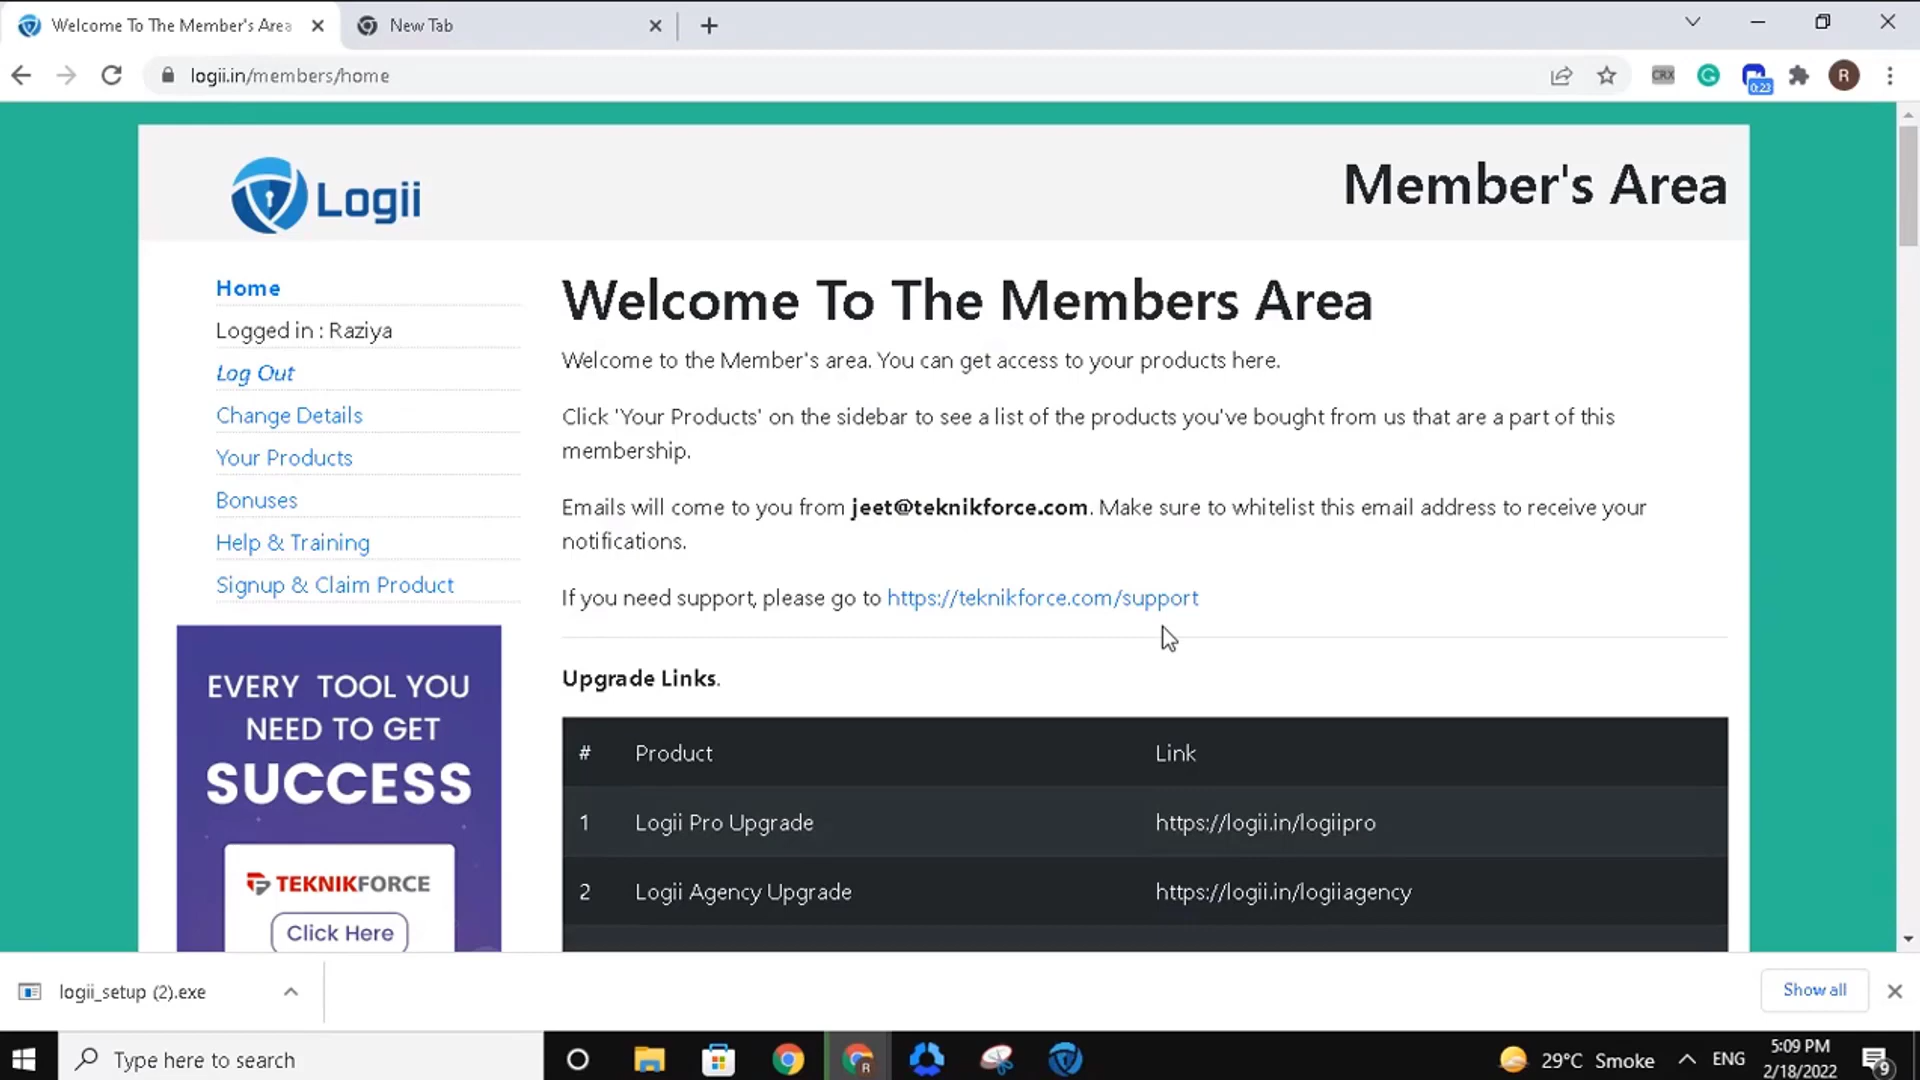 Welcome To The Member's Area
New Tab
logii.in/members/home
CRX
0:23
R
Logii
Member's Area
Home
Logged in : Raziya
Log Out
Change Details
Your Products
Bonuses
Help & Training
Signup & Claim Product
EVERY TOOL YOU
NEED TO GET
SUCCESS
TEKNIKFORCE
Click Here
Welcome To The Members Area
Welcome to the Member's area. You can get access to your products here.
Click 'Your Products' on the sidebar to see a list of the products you've bought from us that are a part of this
membership.
Emails will come to you from jeet@teknikforce.com. Make sure to whitelist this email address to receive your
notifications.
If you need support, please go to https://teknikforce.com/support
Upgrade Links.
# Product Link
1 Logii Pro Upgrade https://logii.in/logiipro
2 Logii Agency Upgrade https://logii.in/logiiagency
logii_setup (2).exe
Show all
Type here to search
R
29°C Smoke
ENG
5:09 PM
2/18/2022
9